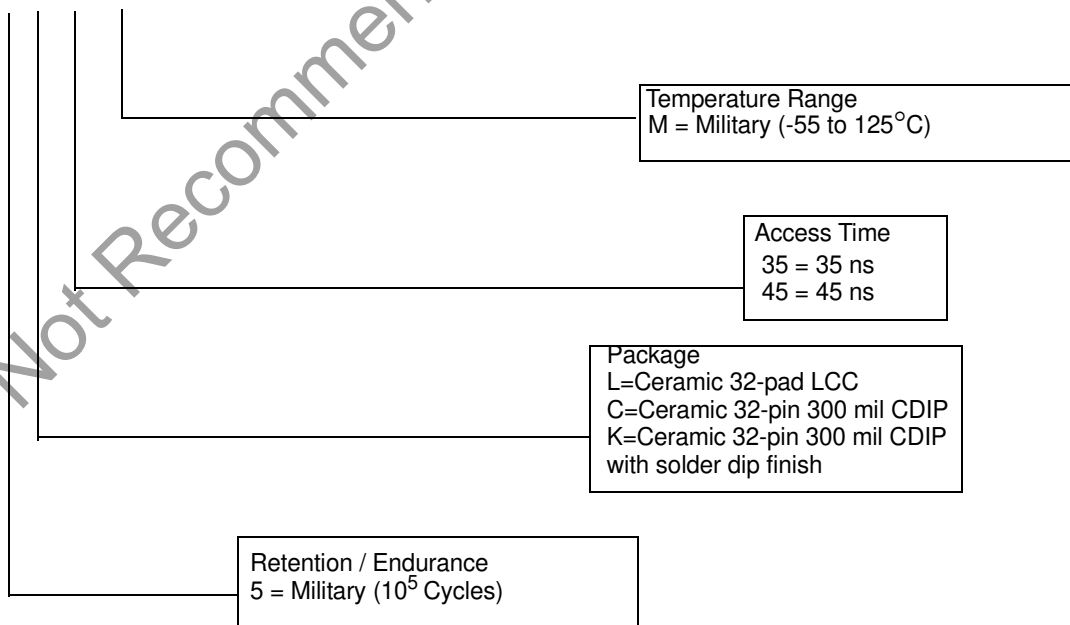 Temperature Range
M = Military (-55 to 125°C)
Access Time
35 = 35 ns
45 = 45 ns
Package
L=Ceramic 32-pad LCC
C=Ceramic 32-pin 300 mil CDIP
K=Ceramic 32-pin 300 mil CDIP
with solder dip finish
Retention / Endurance
5 = Military (10⁵ Cycles)
Not